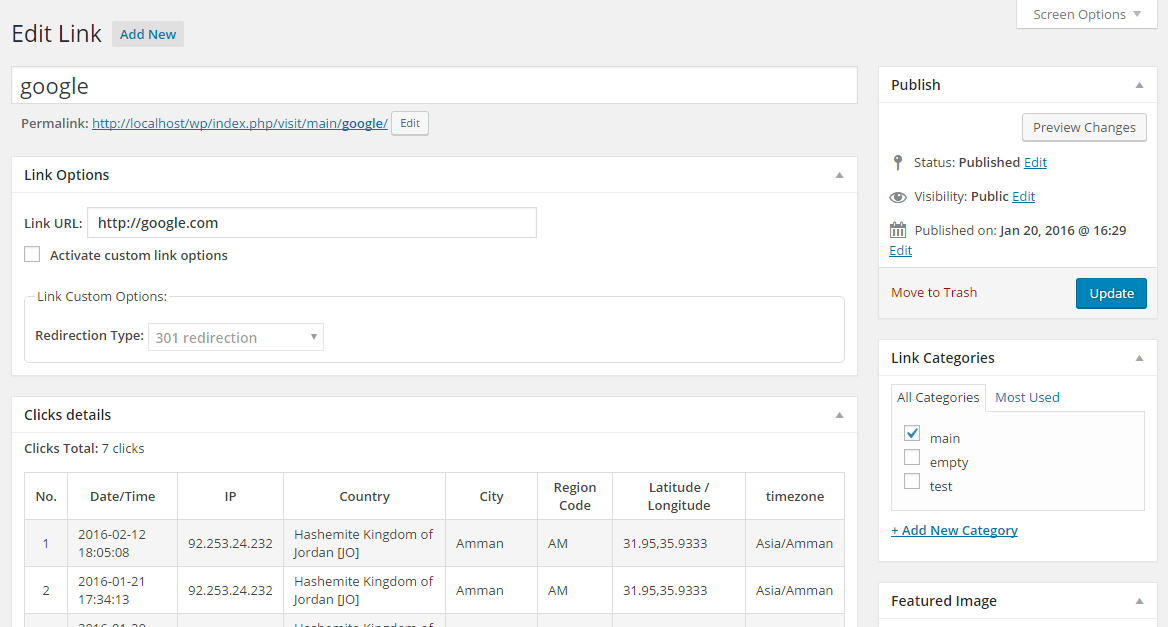 Screen Options
Edit Link Add New
google
Permalink: http://localhost/wp/index.php/visit/main/google/ Edit
Link Options
Link URL: http://google.com
Activate custom link options
Link Custom Options:
Redirection Type: 301 redirection
Clicks details
Clicks Total: 7 clicks
No. Date/Time IP Country City Region Code Latitude / Longitude timezone
1 2016-02-12 18:05:08 92.253.24.232 Hashemite Kingdom of Jordan [JO] Amman AM 31.95,35.9333 Asia/Amman
2 2016-01-21 17:34:13 92.253.24.232 Hashemite Kingdom of Jordan [JO] Amman AM 31.95,35.9333 Asia/Amman
Publish
Preview Changes
Status: Published Edit
Visibility: Public Edit
Published on: Jan 20, 2016 @ 16:29
Edit
Move to Trash Update
Link Categories
All Categories Most Used
main
empty
test
+ Add New Category
Featured Image